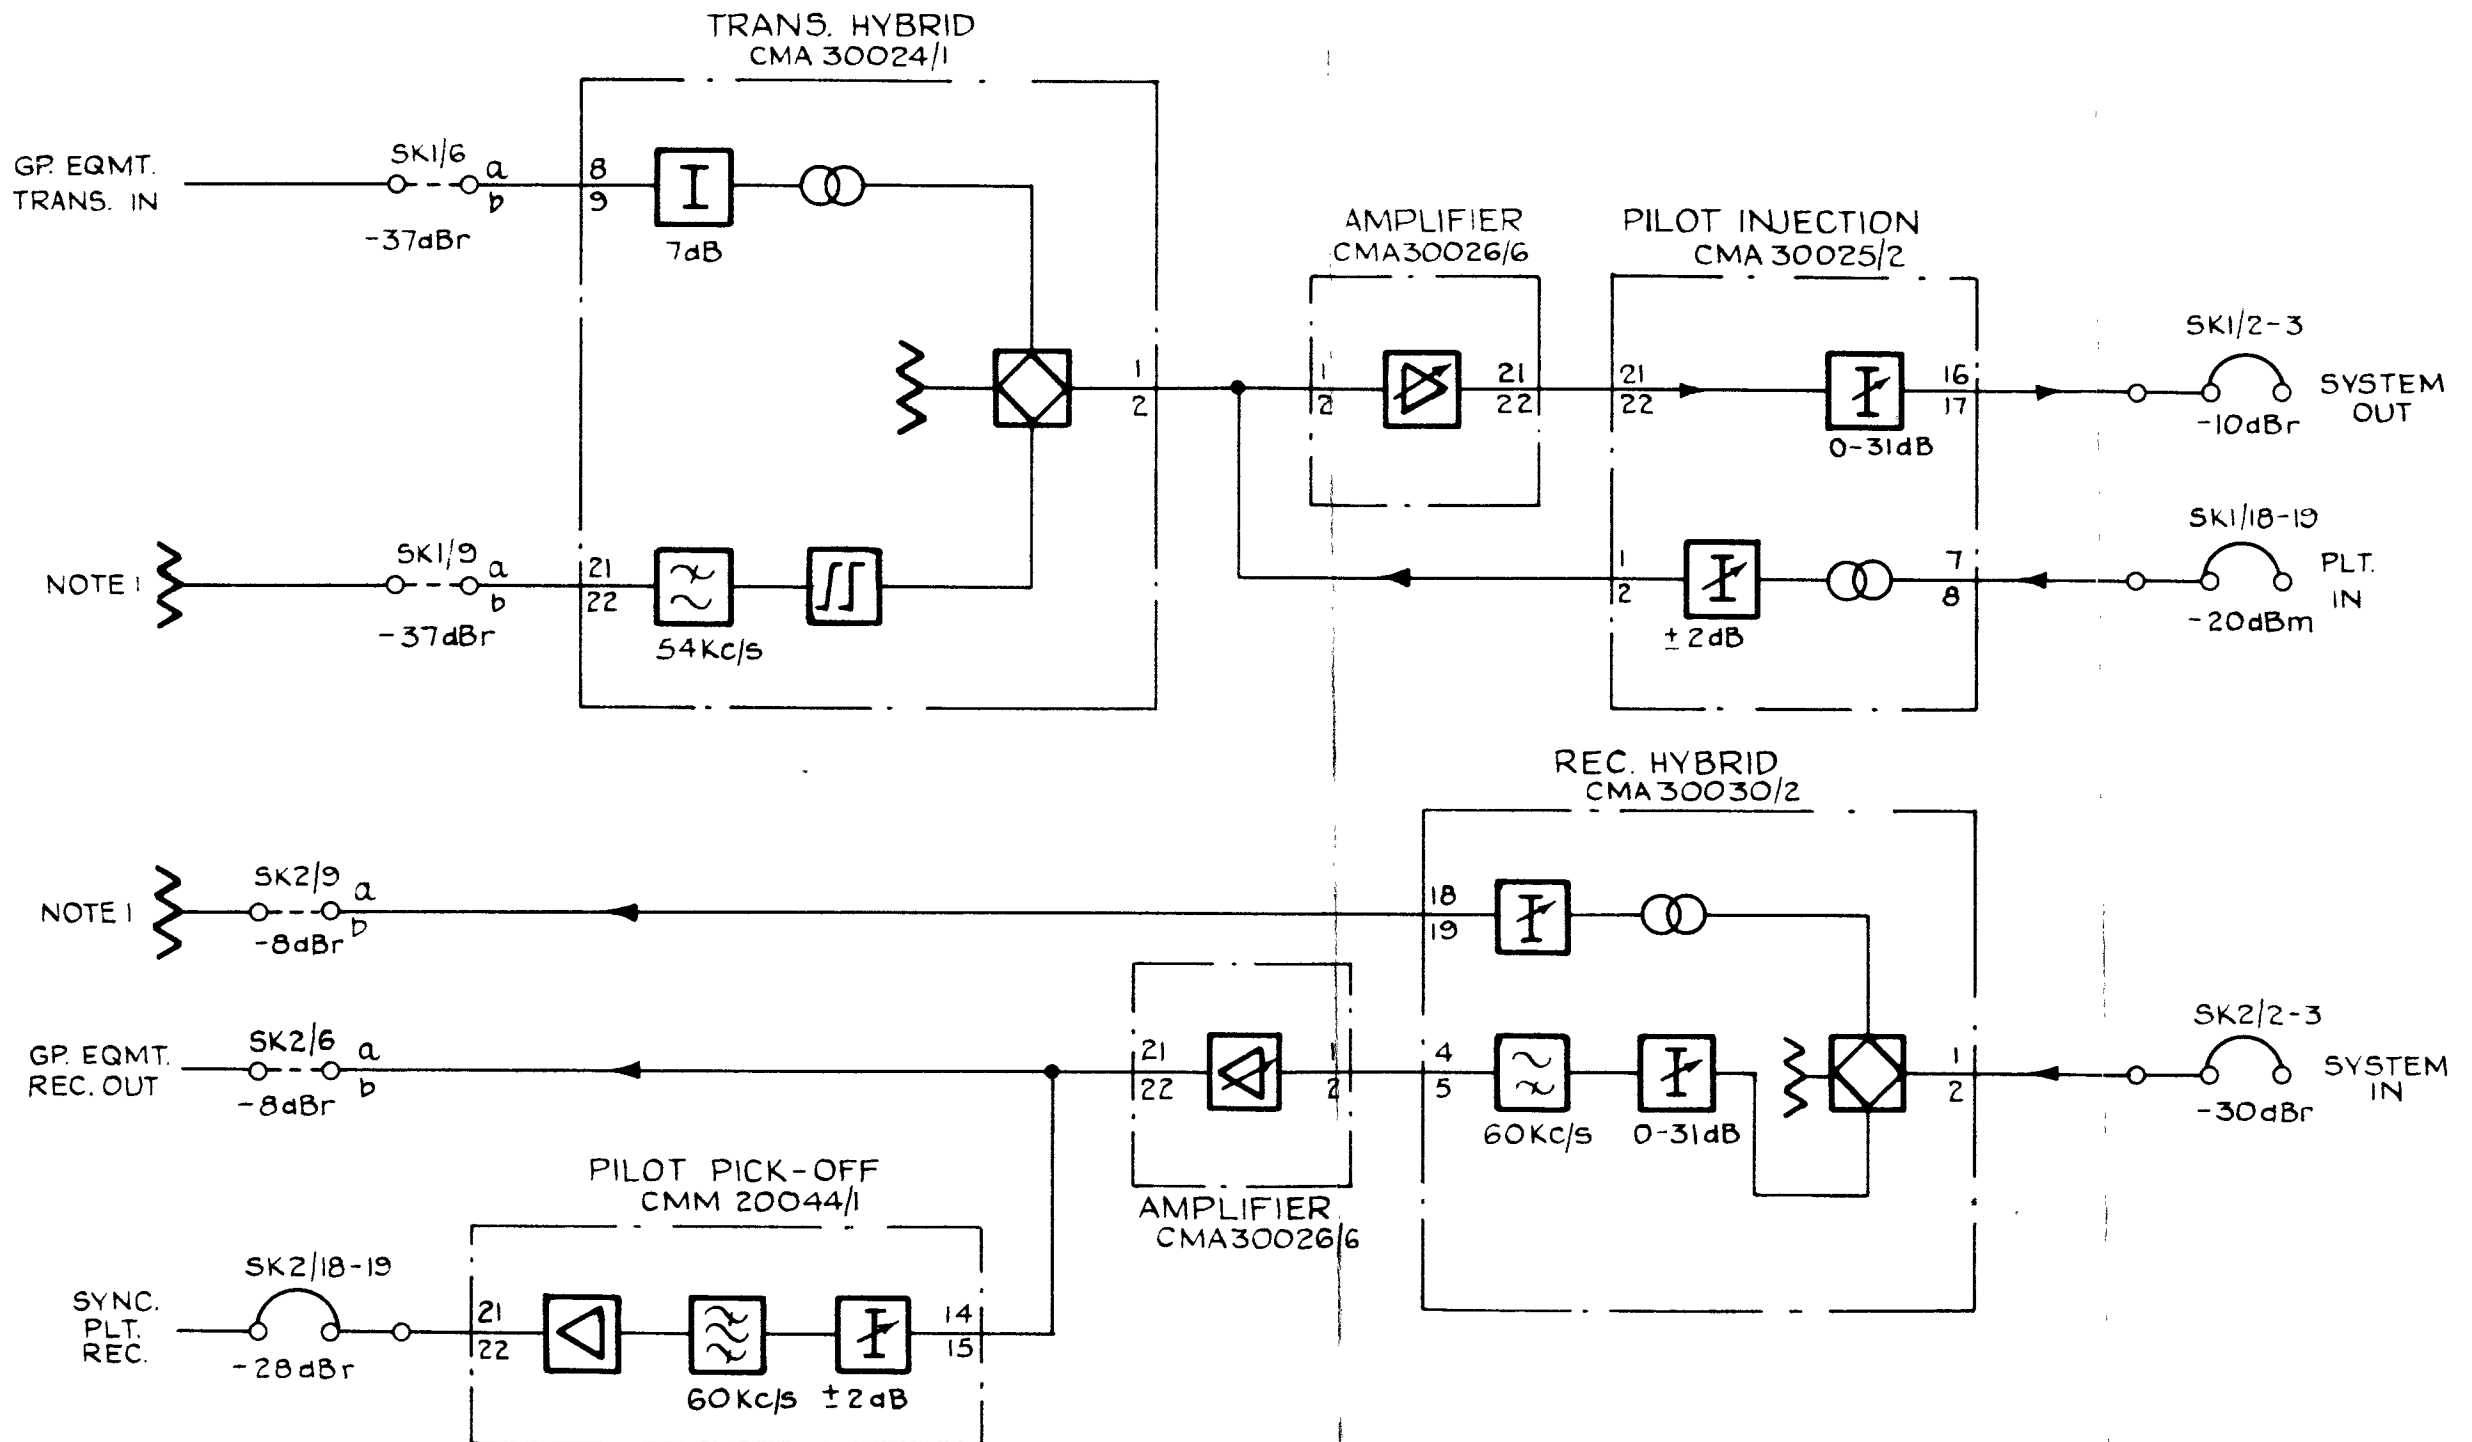 TRANS. HYBRID
CMA 30024/1
GP. EQMT.
TRANS. IN
SK1/6
a
b
-37dBr
8
9
7dB
1
2
NOTE 1
SK1/9
a
b
-37dBr
21
22
54Kc/s
AMPLIFIER
CMA30026/6
1
2
21
22
PILOT INJECTION
CMA 30025/2
21
22
16
17
0-31dB
SK1/2-3
-10dBr
SYSTEM
OUT
1
2
±2dB
7
8
SK1/18-19
-20dBm
PLT.
IN
REC. HYBRID
CMA30030/2
NOTE 1
SK2/9
a
b
-8dBr
18
19
GP. EQMT.
REC. OUT
SK2/6
a
b
-8dBr
21
22
1
2
AMPLIFIER
CMA30026/6
4
5
60Kc/s
0-31dB
1
2
SK2/2-3
-30dBr
SYSTEM
IN
PILOT PICK-OFF
CMM 20044/1
SYNC.
PLT.
REC.
SK2/18-19
-28dBr
21
22
60Kc/s
±2dB
14
15